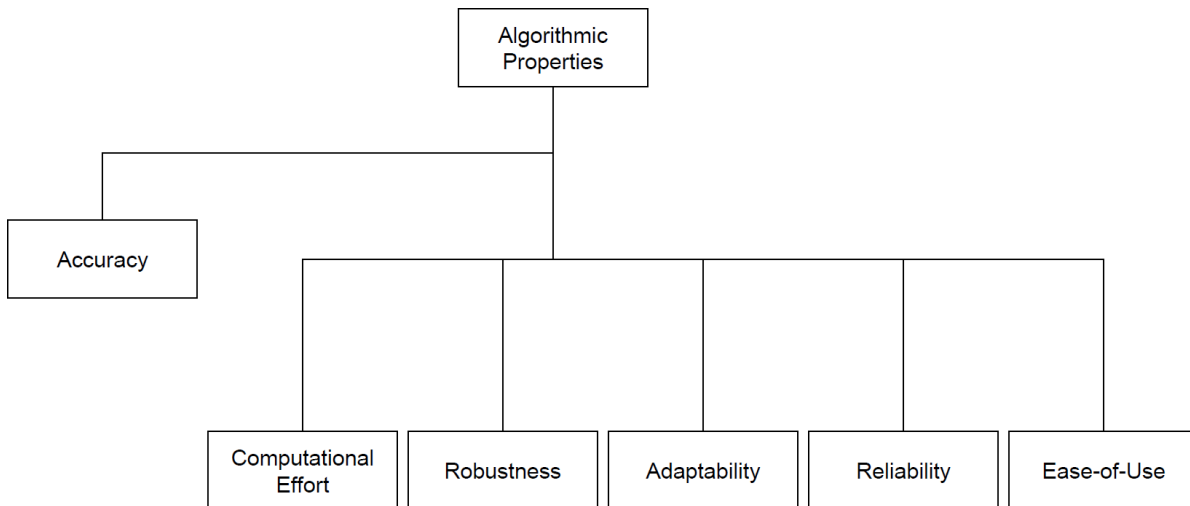 Algorithmic
Properties
Accuracy
Computational
Effort
Robustness
Adaptability
Reliability
Ease-of-Use